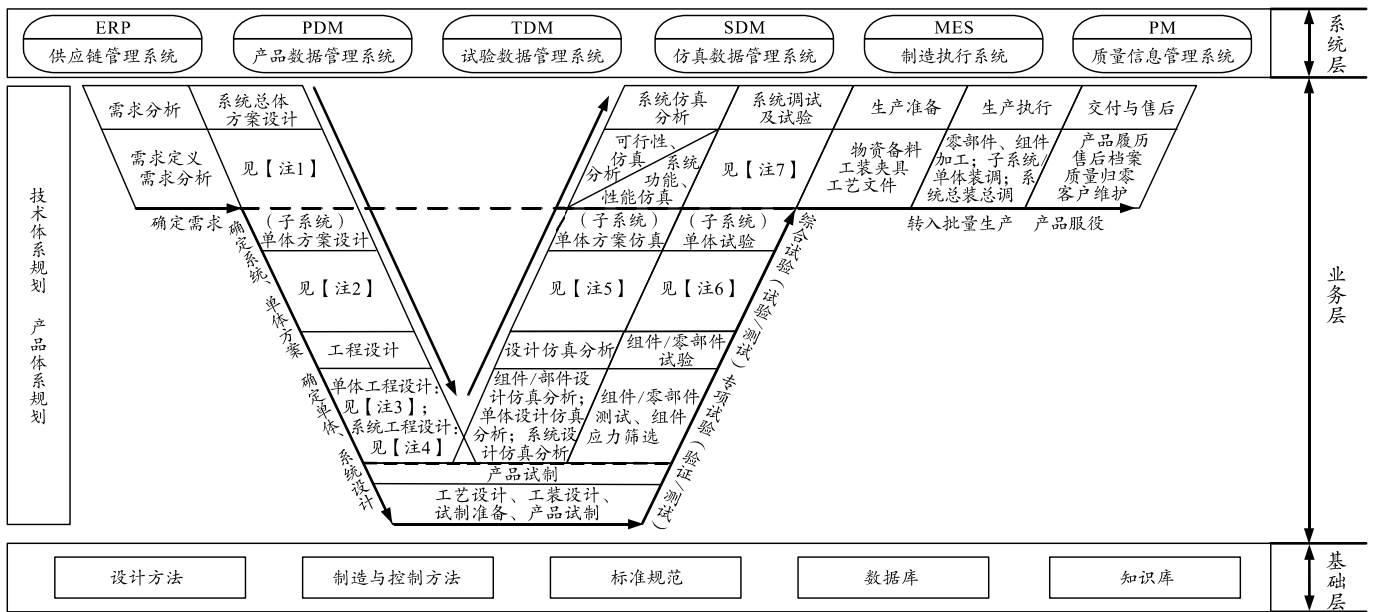 ERP
供应链管理系统
PDM
产品数据管理系统
TDM
试验数据管理系统
SDM
仿真数据管理系统
MES
制造执行系统
PM
质量信息管理系统
系统层
技术体系规划 产品体系规划
需求分析
系统总体
方案设计
需求定义
需求分析
见【注1】
确定需求
确定系统、单体方案
确定单体、系统设计
(子系统)
单体方案设计
见【注2】
工程设计
单体工程设计:
见【注3】;
系统工程设计:
见【注4】
产品试制
工艺设计、工装设计、
试制准备、产品试制
系统仿真
分析
可行性、
仿真
分析
系统
功能、
性能仿真
(子系统)
单体方案仿真
见【注5】
设计仿真分析
组件/部件设
计仿真分析;
单体设计仿真
分析;系统设
计仿真分析
系统调试
及试验
见【注7】
(子系统)
单体试验
见【注6】
组件/零部件
试验
组件/零部件
测试、组件
应力筛选
综合试验(试验/测试)
专项试验(验证/测试)
生产准备
物资备料
工装夹具
工艺文件
生产执行
零部件、组件
加工;子系统/
单体装调;系
统总装总调
交付与售后
产品履历
售后档案
质量归零
客户维护
转入批量生产
产品服役
业务层
设计方法
制造与控制方法
标准规范
数据库
知识库
基础层